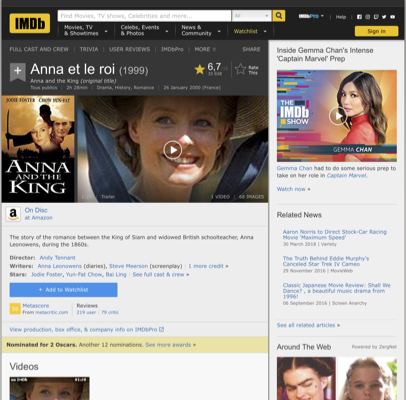 IMDb
Find Movies, TV shows, Celebrities and more...
All
Movies, TV & Showtimes
Celebs, Events & Photos
News & Community
Watchlist
IMDbPro
Help
Sign in
FULL CAST AND CREW | TRIVIA | USER REVIEWS | IMDbPro | MORE
SHARE
Anna et le roi (1999)
Anna and the King (original title)
Tous publics | 2h 28min | Drama, History, Romance | 26 January 2000 (France)
6,7
Rate This
JODIE FOSTER CHOW YUN-FAT
ANNA AND THE KING
Trailer
1 VIDEO | 68 IMAGES
On Disc
at Amazon
The story of the romance between the King of Siam and widowed British schoolteacher, Anna
Leonowens, during the 1860s.
Director: Andy Tennant
Writers: Anna Leonowens (diaries), Steve Meerson (screenplay) | 1 more credit »
Stars: Jodie Foster, Yun-Fat Chow, Bai Ling | See full cast & crew »
+ Add to Watchlist
Metascore
From metacritic.com
Reviews
219 user | 79 critic
View production, box office, & company info on IMDbPro
Nominated for 2 Oscars. Another 12 nominations. See more awards »
Videos
Inside Gemma Chan's Intense
'Captain Marvel' Prep
THE IMDb SHOW
GEMMA CHAN
Gemma Chan had to do some serious prep
to take on her role in Captain Marvel.
Watch now »
Related News
Aaron Norris to Direct Stock-Car Racing
Movie 'Maximum Speed'
30 March 2018 | Variety
The Truth Behind Eddie Murphy's
Canceled Star Trek IV Cameo
29 November 2016 | MovieWeb
Classic Japanese Movie Review: Shall We
Dance? , a beautiful music drama from
1996!
06 September 2016 | Screen Anarchy
See all related articles »
Around The Web
Powered by ZergNet